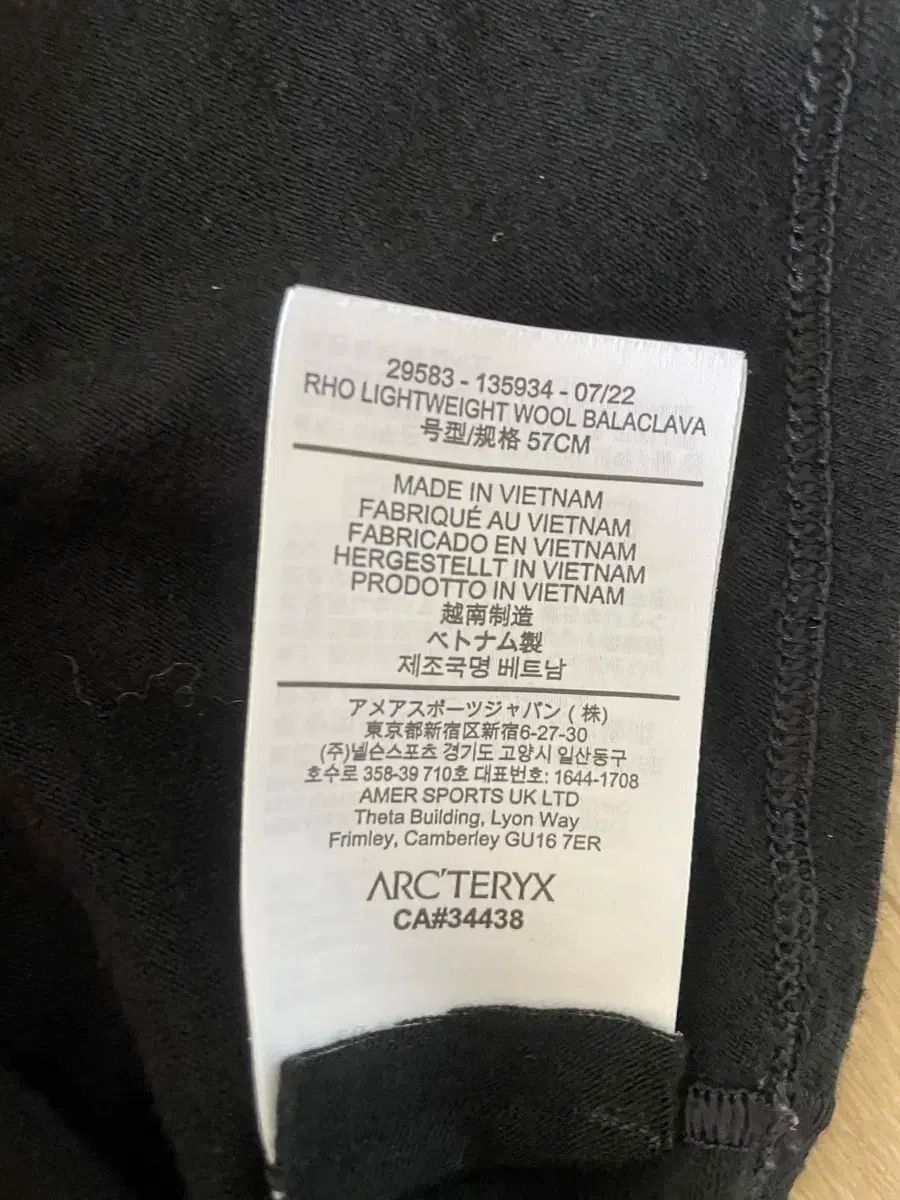 29583 - 135934 - 07/22
RHO LIGHTWEIGHT WOOL BALACLAVA
号型/规格 57CM
MADE IN VIETNAM
FABRIQUÉ AU VIETNAM
FABRICADO EN VIETNAM
HERGESTELLT IN VIETNAM
PRODOTTO IN VIETNAM
越南制造
ベトナム製
제조국명 베트남
アメアスポーツジャパン ( 株)
東京都新宿区新宿6-27-30
(주)넬슨스포츠 경기도 고양시 일산동구
호수로 358-39 710호 대표번호: 1644-1708
AMER SPORTS UK LTD
Theta Building, Lyon Way
Frimley, Camberley GU16 7ER
ARC'TERYX
CA#34438